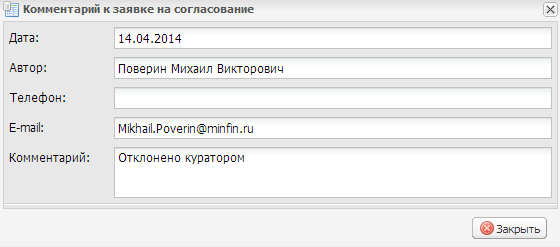 Комментарий к заявке на согласование
Дата: 14.04.2014
Автор: Поверин Михаил Викторович
Телефон:
E-mail: Mikhail.Poverin@minfin.ru
Комментарий: Отклонено куратором
Закрыть